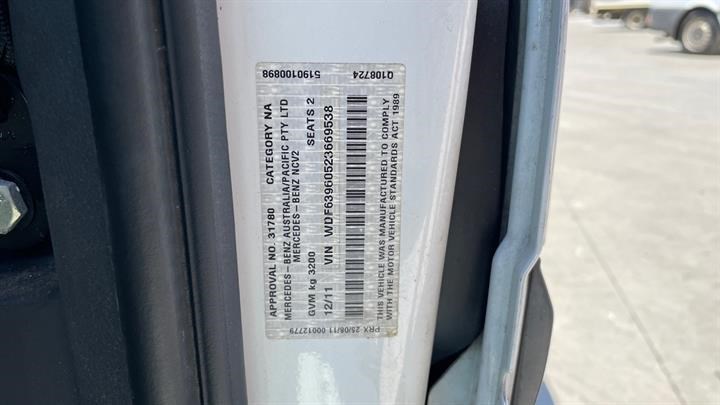 5190100898
Q108724
APPROVAL NO. 31780 CATEGORY NA
MERCEDES-BENZ AUSTRALIA/PACIFIC PTY LTD
MERCEDES-BENZ NCV2
GVM kg 3200 SEATS 2
12/11 VIN WDF63960523669538
THIS VEHICLE WAS MANUFACTURED TO COMPLY
WITH THE MOTOR VEHICLE STANDARDS ACT 1989
PRX 25/08/11 00012779